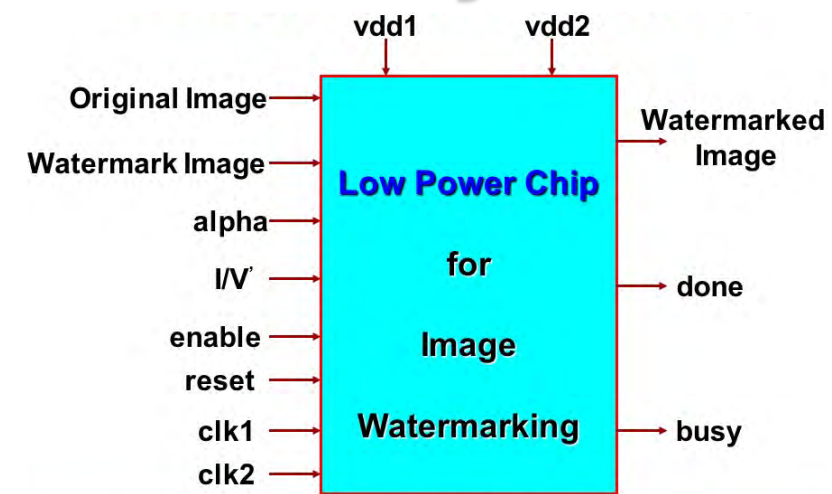 vdd1 vdd2
Original Image
Watermark Image
alpha
I/V’
enable
reset
clk1
clk2
Low Power Chip
for
Image
Watermarking
Watermarked
Image
done
busy